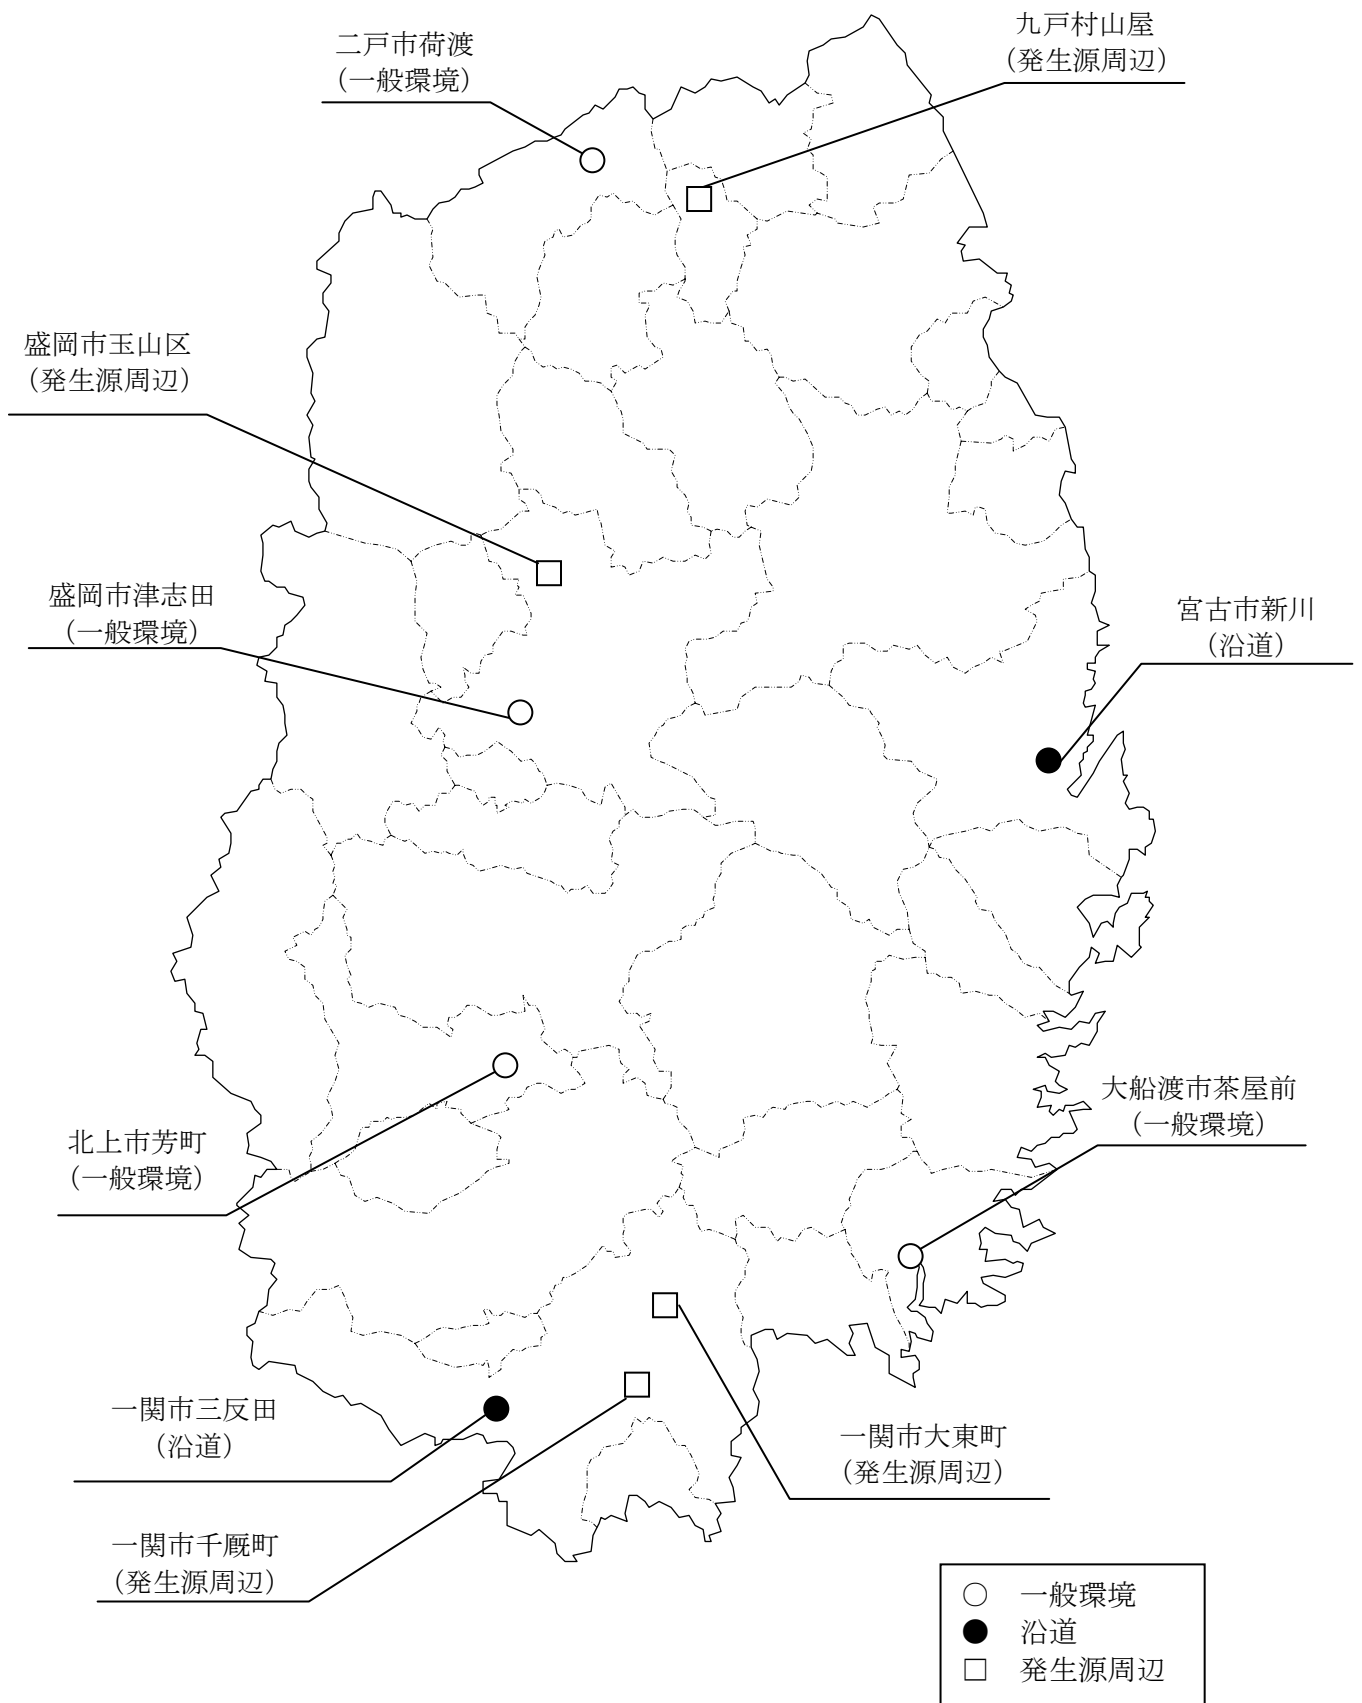 二戸市荷渡
（一般環境）
九戸村山屋
（発生源周辺）
盛岡市玉山区
（発生源周辺）
盛岡市津志田
（一般環境）
宮古市新川
（沿道）
北上市芳町
（一般環境）
大船渡市茶屋前
（一般環境）
一関市三反田
（沿道）
一関市大東町
（発生源周辺）
一関市千厩町
（発生源周辺）
○ 一般環境
● 沿道
□ 発生源周辺